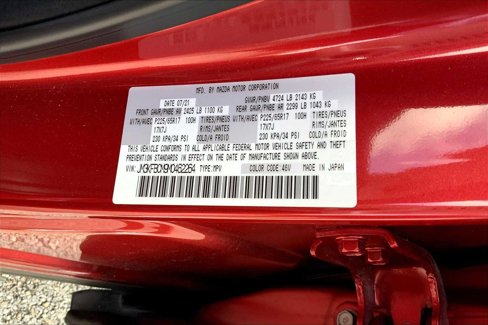 MFD. BY MAZDA MOTOR CORPORATION
DATE 07/21 GVWR/PNBV 4724 LB 2143 KG
FRONT GAWR/PNBE AV 2425 LB 1100 KG REAR GAWR/PNBE AR 2299 LB 1043 KG
WITH/AVEC P225/65R17 100H TIRES/PNEUS WITH/AVEC P225/65R17 100H TIRES/PNEUS
17X7J RIMS/JANTES 17X7J RIMS/JANTES
230 KPA/34 PSI COLD/A FROID 230 KPA/34 PSI COLD/A FROID
THIS VEHICLE CONFORMS TO ALL APPLICABLE FEDERAL MOTOR VEHICLE SAFETY AND THEFT
PREVENTION STANDARDS IN EFFECT ON THE DATE OF MANUFACTURE SHOWN ABOVE.
VIN: TYPE:MPV COLOR CODE: 46V MADE IN JAPAN